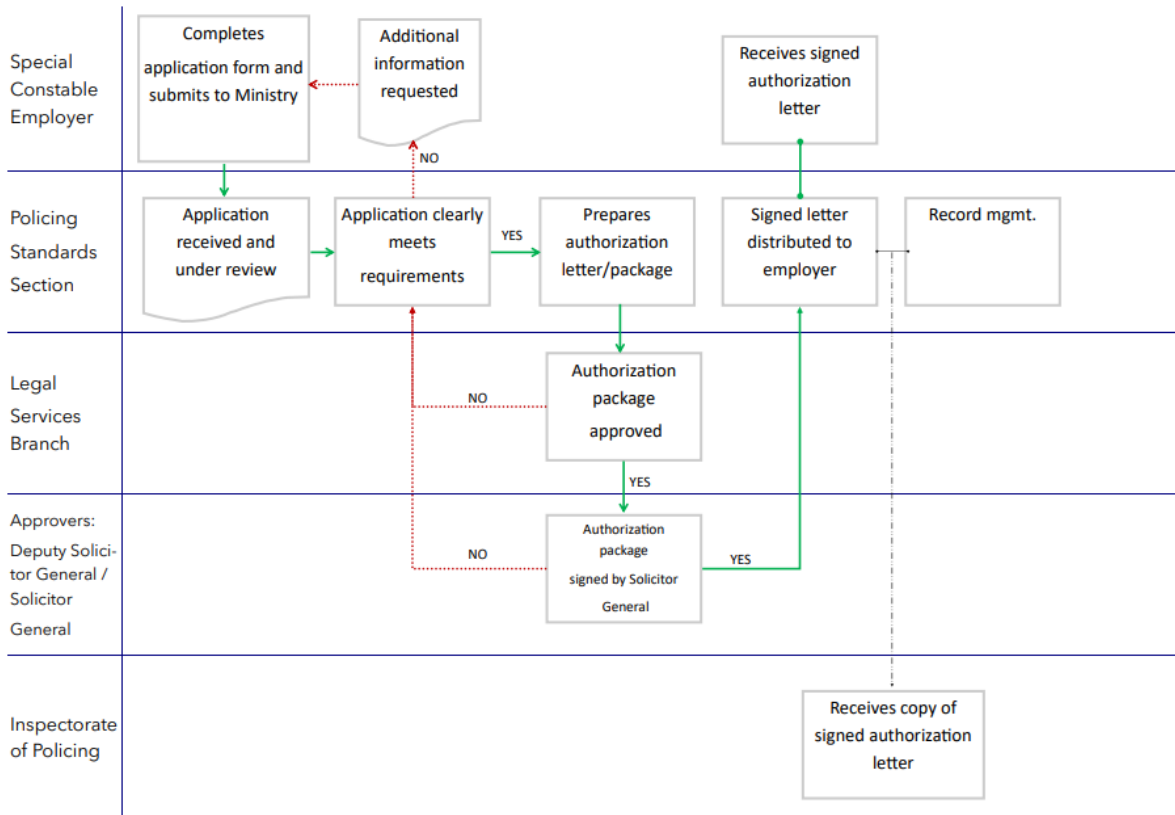 Special
Constable
Employer
Completes
application form and
submits to Ministry
Additional
information
requested
Receives signed
authorization
letter
NO
Policing
Standards
Section
Application
received and
under review
Application clearly
meets
requirements
YES
Prepares
authorization
letter/package
Signed letter
distributed to
employer
Record mgmt.
Legal
Services
Branch
NO
Authorization
package
approved
YES
Approvers:
Deputy Solici-
tor General /
Solicitor
General
NO
Authorization
package
signed by Solicitor
General
YES
Inspectorate
of Policing
Receives copy of
signed authorization
letter